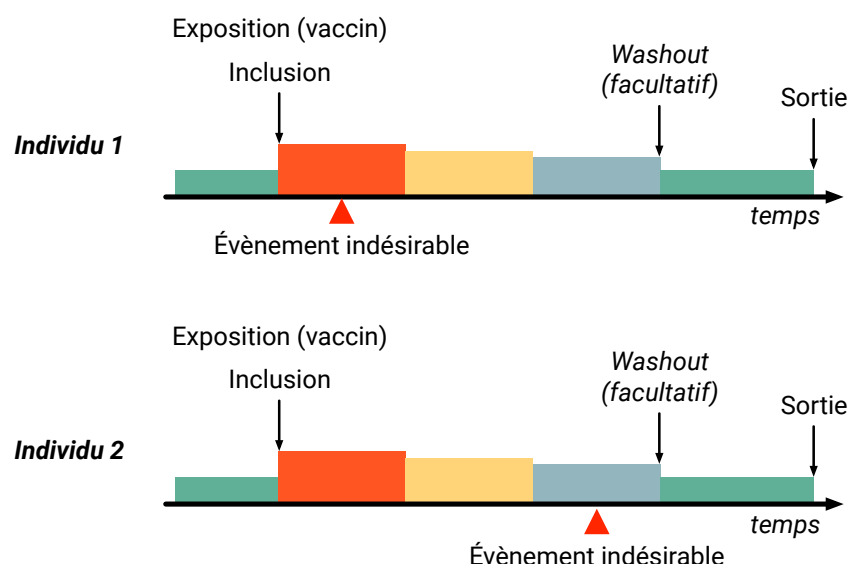 Exposition (vaccin)
Inclusion
Washout
(facultatif)
Sortie
Individu 1
temps
Évènement indésirable
Exposition (vaccin)
Inclusion
Washout
(facultatif)
Sortie
Individu 2
temps
Évènement indésirable